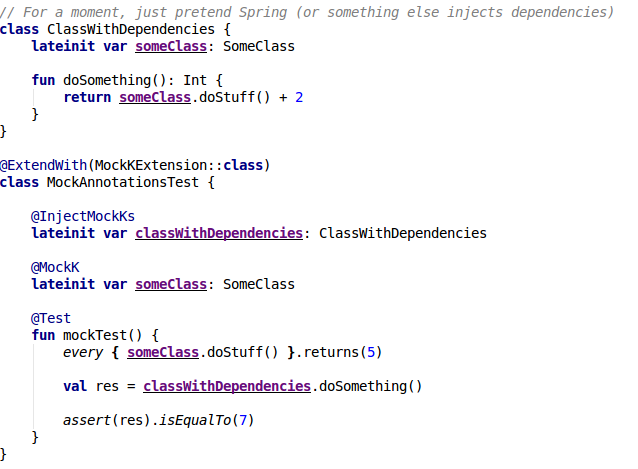 // For a moment, just pretend Spring (or something else injects dependencies)
class ClassWithDependencies {
    lateinit var someClass: SomeClass

    fun doSomething(): Int {
        return someClass.doStuff() + 2
    }
}

@ExtendWith(MockKExtension::class)
class MockAnnotationsTest {

    @InjectMockKs
    lateinit var classWithDependencies: ClassWithDependencies

    @MockK
    lateinit var someClass: SomeClass

    @Test
    fun mockTest() {
        every { someClass.doStuff() }.returns(5)

        val res = classWithDependencies.doSomething()

        assert(res).isEqualTo(7)
    }
}